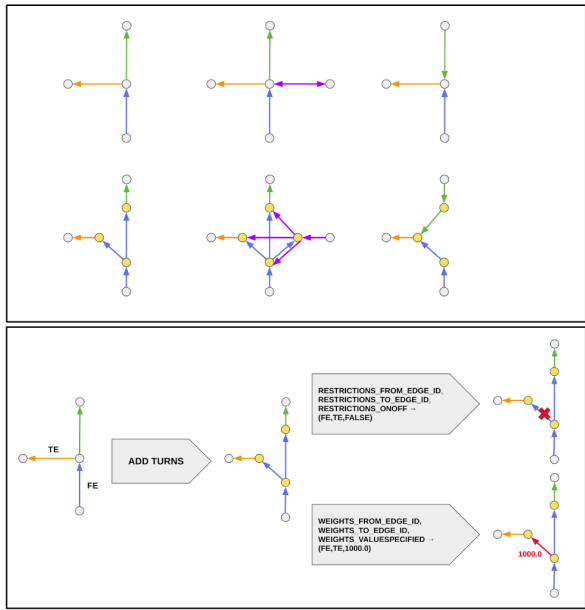 RESTRICTIONS_FROM_EDGE_ID,
RESTRICTIONS_TO_EDGE_ID,
RESTRICTIONS_ONOFF →
(FE,TE,FALSE)
TE
ADD TURNS
FE
WEIGHTS_FROM_EDGE_ID,
WEIGHTS_TO_EDGE_ID,
WEIGHTS_VALUESPECIFIED →
(FE,TE,1000.0)
1000.0